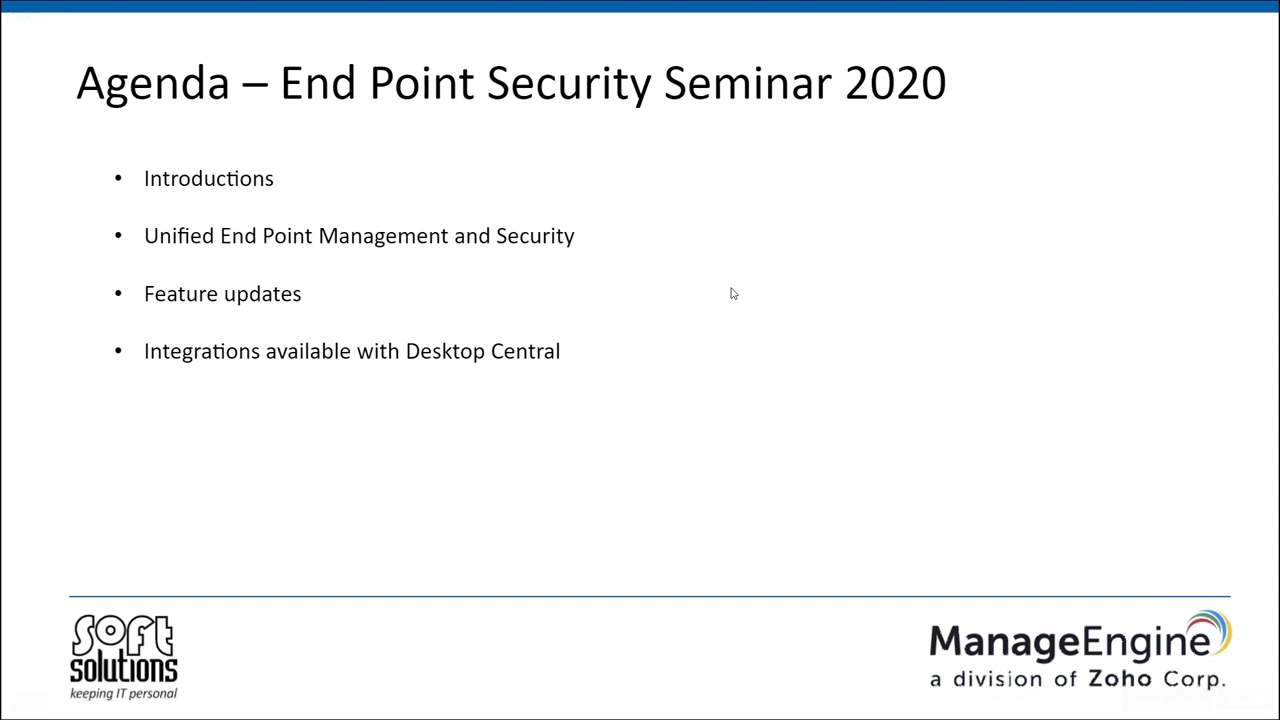 Agenda – End Point Security Seminar 2020
• Introductions
• Unified End Point Management and Security
• Feature updates
• Integrations available with Desktop Central
soft
solutions
keeping IT personal
ManageEngine
a division of Zoho Corp.